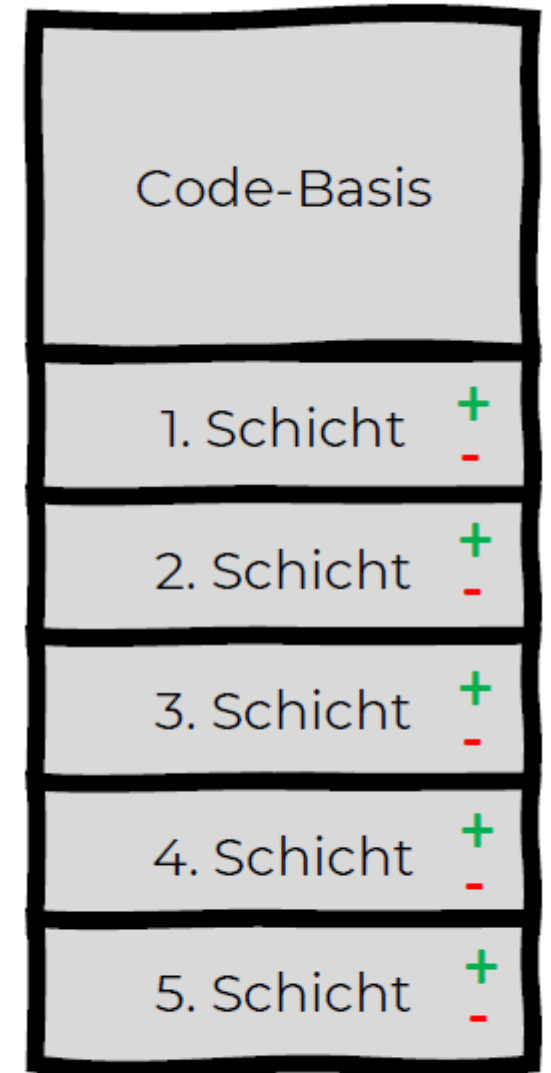 Code-Basis
1. Schicht +
-
2. Schicht +
-
3. Schicht +
-
4. Schicht +
-
5. Schicht +
-